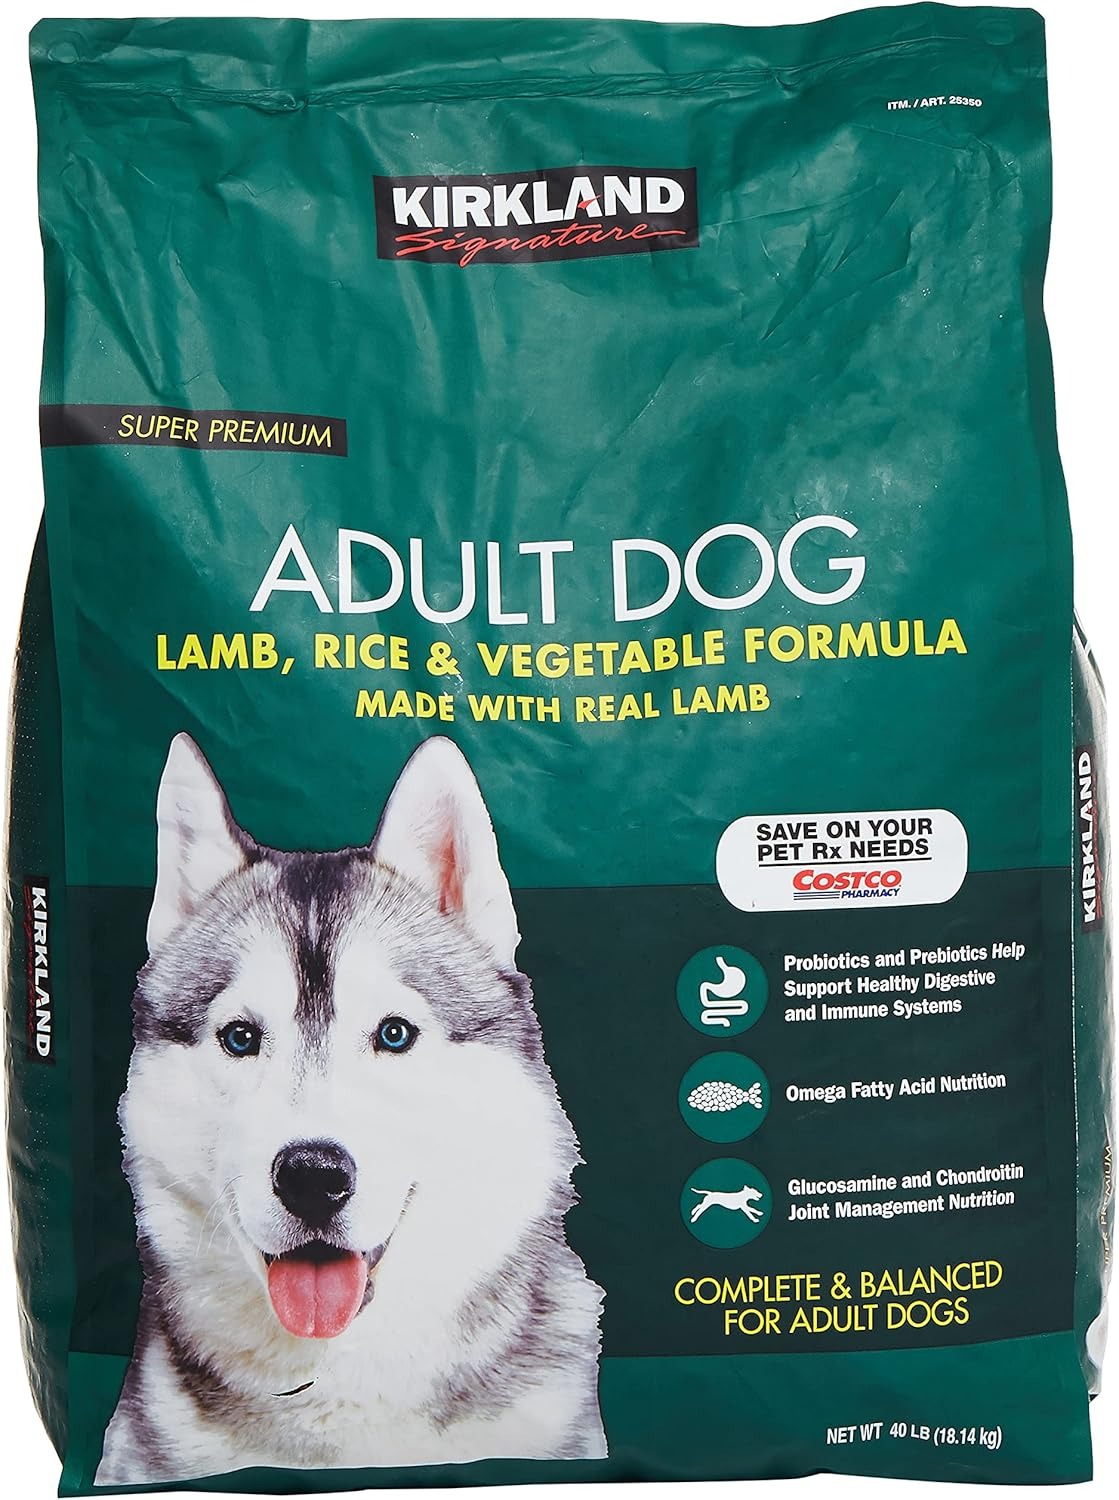 ITM. / ART. 25350
KIRKLAND
Signature
SUPER PREMIUM
ADULT DOG
LAMB, RICE & VEGETABLE FORMULA
MADE WITH REAL LAMB
SAVE ON YOUR
PET Rx NEEDS
COSTCO
PHARMACY
Probiotics and Prebiotics Help
Support Healthy Digestive
and Immune Systems
Omega Fatty Acid Nutrition
Glucosamine and Chondroitin
Joint Management Nutrition
COMPLETE & BALANCED
FOR ADULT DOGS
NET WT 40 LB (18.14 kg)
KIRKLAND
Signature
KIRKLAND
Signature
PREMIUM